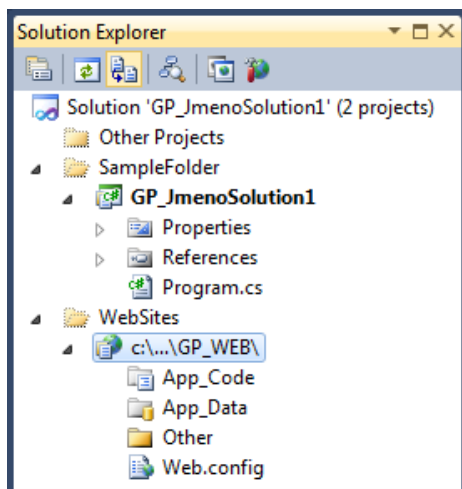 Solution Explorer
Solution 'GP_JmenoSolution1' (2 projects)
Other Projects
SampleFolder
GP_JmenoSolution1
Properties
References
Program.cs
WebSites
c:\...\GP_WEB\
App_Code
App_Data
Other
Web.config